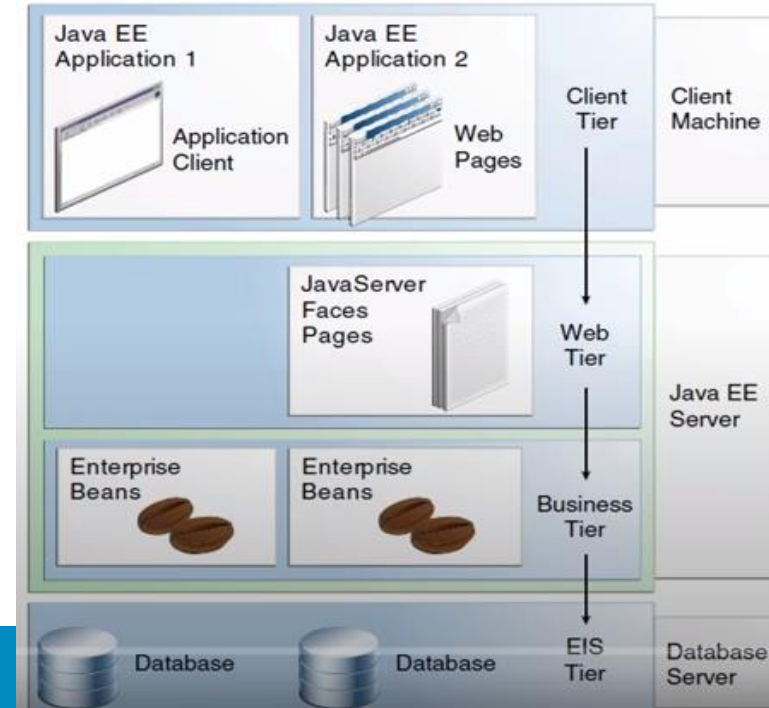 Java EE
Application 1
Application
Client
Java EE
Application 2
Web
Pages
Client
Tier
Client
Machine
JavaServer
Faces
Pages
Web
Tier
Java EE
Server
Enterprise
Beans
Enterprise
Beans
Business
Tier
Database
Database
EIS
Tier
Database
Server